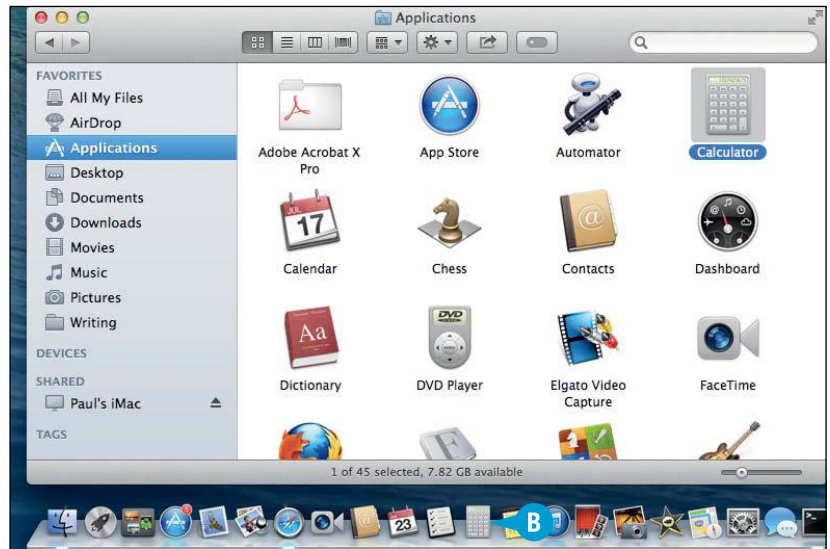 Applications
FAVORITES
All My Files
AirDrop
Applications
Desktop
Documents
Downloads
Movies
Music
Pictures
Writing
DEVICES
SHARED
Paul's iMac
TAGS
Adobe Acrobat X
Pro
App Store
Automator
Calculator
JUL
17
Calendar
Chess
@
Contacts
Dashboard
Aa
Dictionary
DVD
MENU
DVD Player
Elgato Video
Capture
FaceTime
F
1 of 45 selected, 7.82 GB available
@
23
B